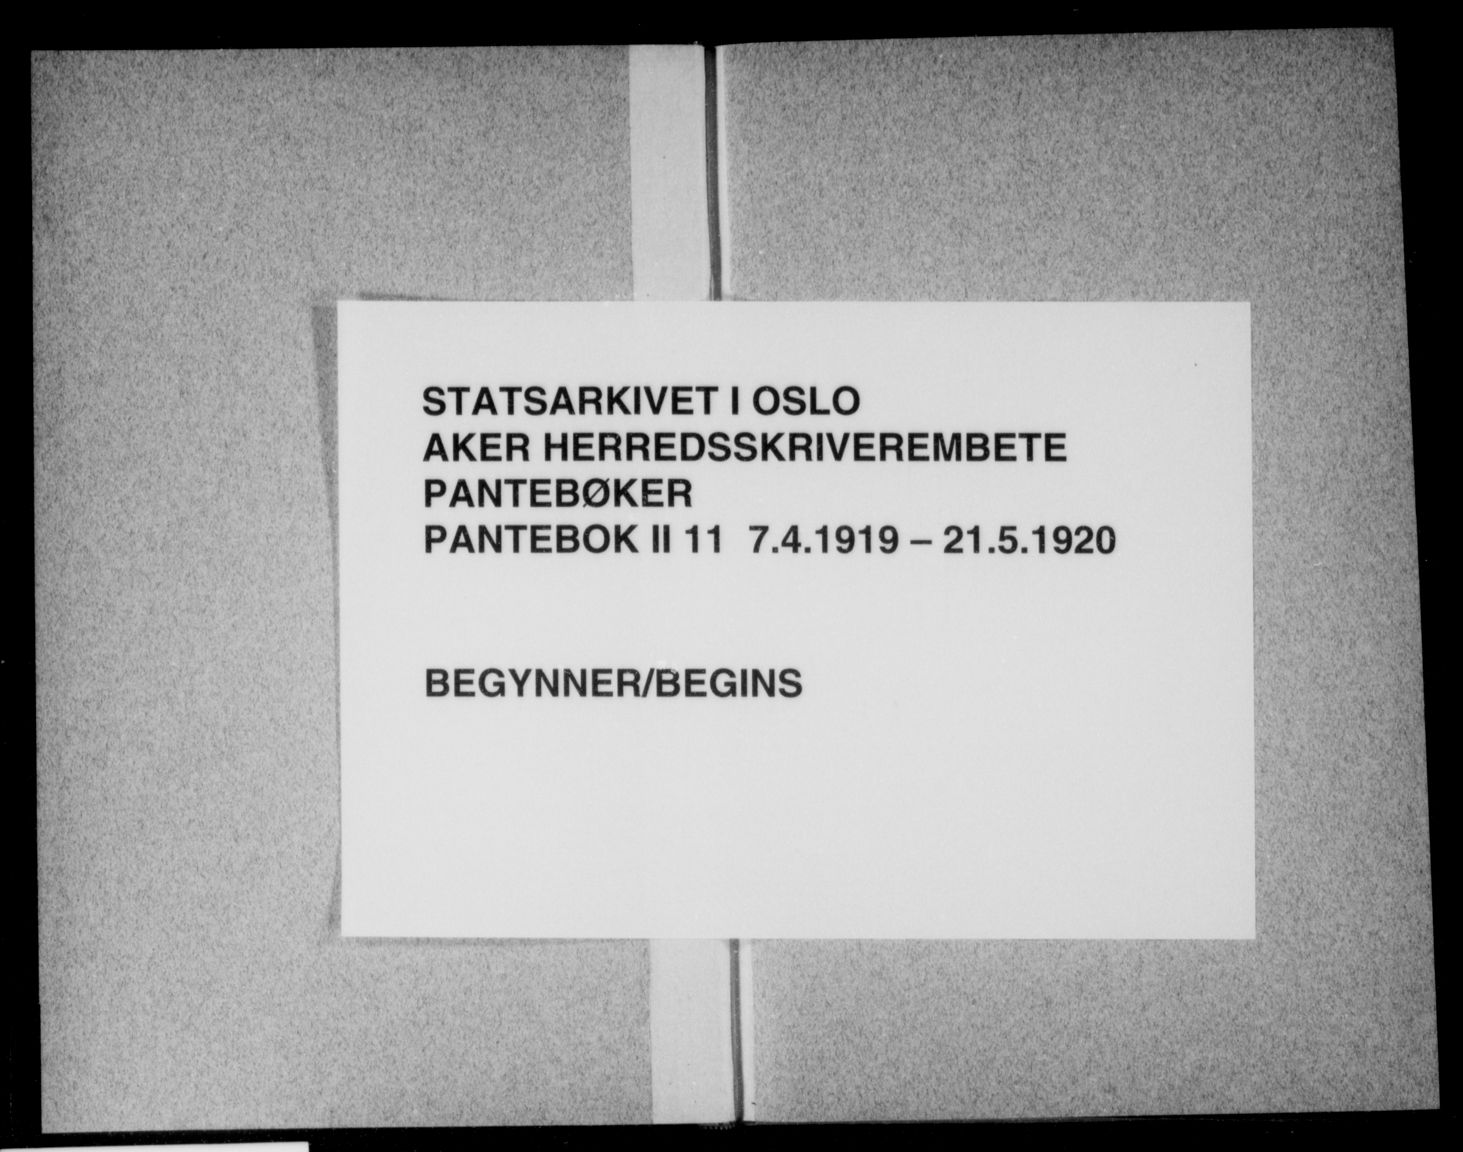 STATSARKIVET I OSLO
AKER HERREDSSKRIVEREMBETE
PANTEBØKER
PANTEBOK II 11 7.4.1919 – 21.5.1920
BEGYNNER/BEGINS